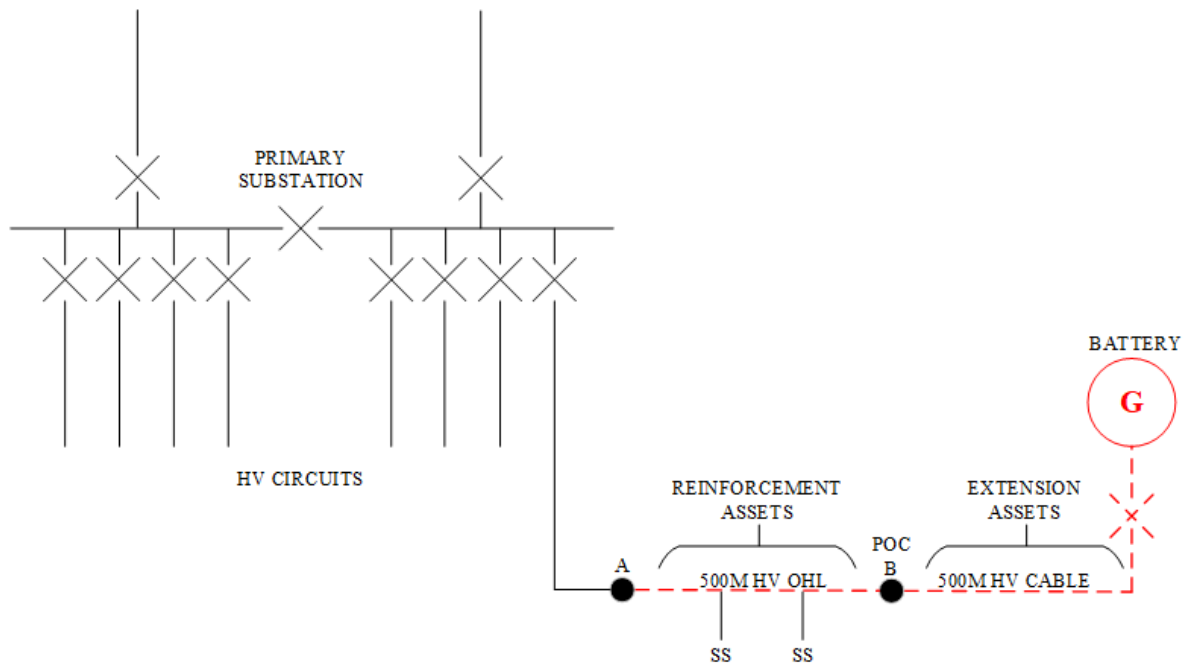 PRIMARY
SUBSTATION
BATTERY
G
HV CIRCUITS
REINFORCEMENT
ASSETS
EXTENSION
ASSETS
A
POC
B
500M HV OHL
500M HV CABLE
SS
SS